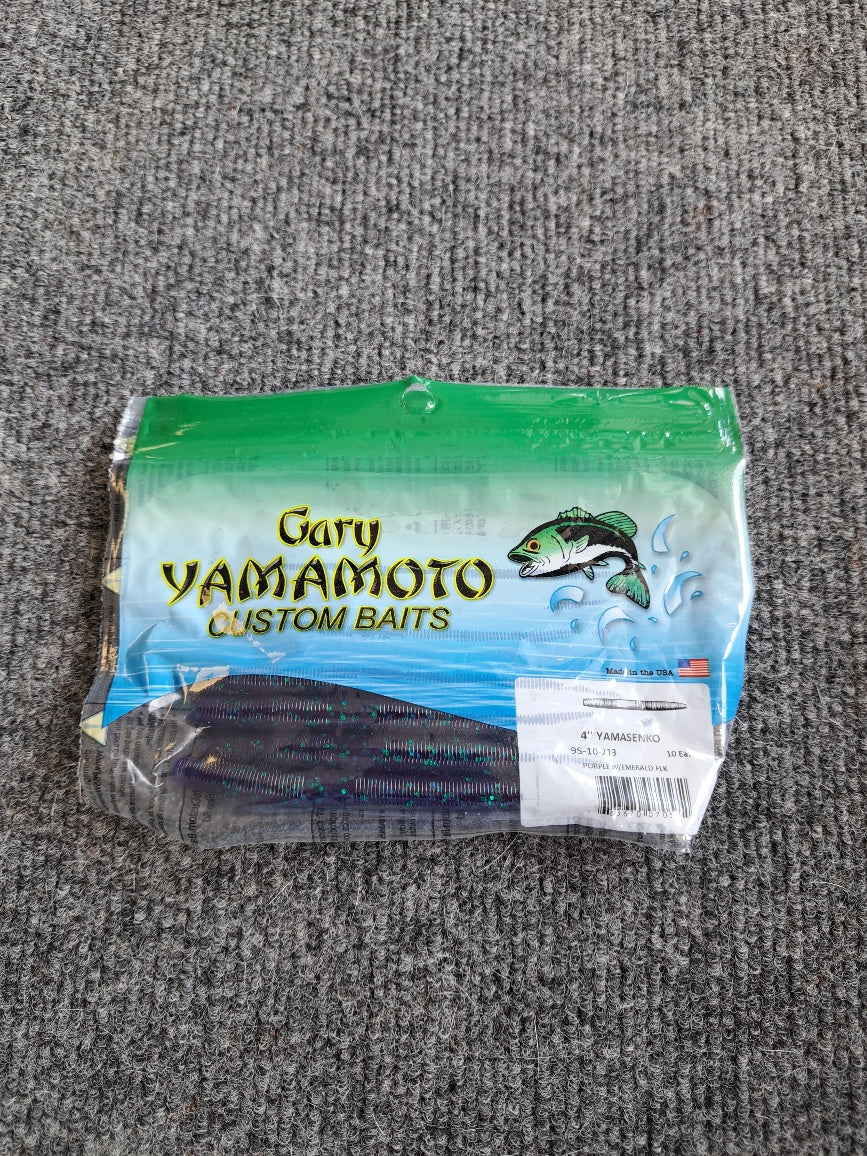 Gary
YAMAMOTO
CUSTOM BAITS
Made in the USA
4" YAMASENKO
9S-10-213 10 Ea.
PURPLE W/EMERALD FLK